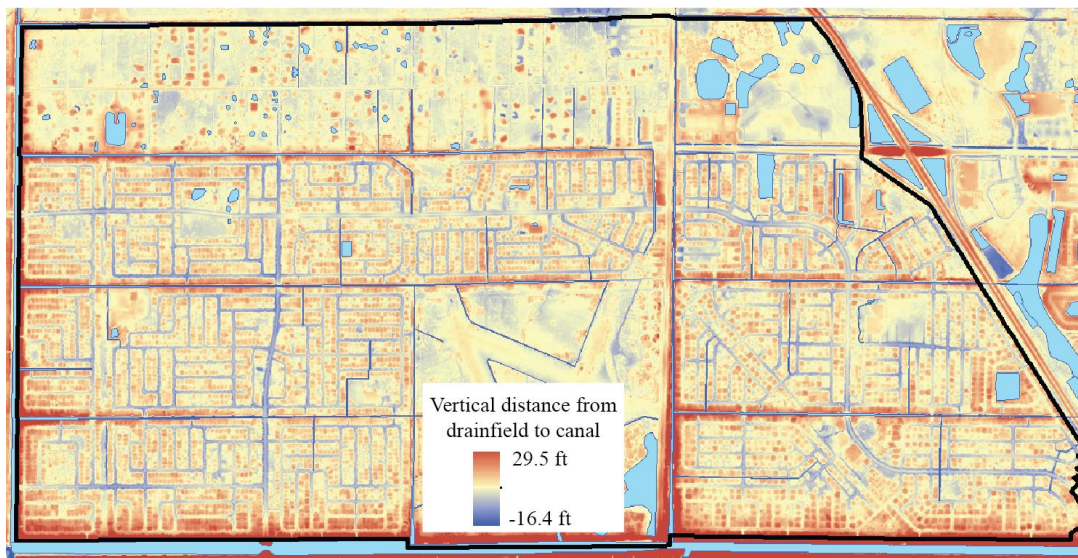 Vertical distance from
drainfield to canal
29.5 ft
-16.4 ft